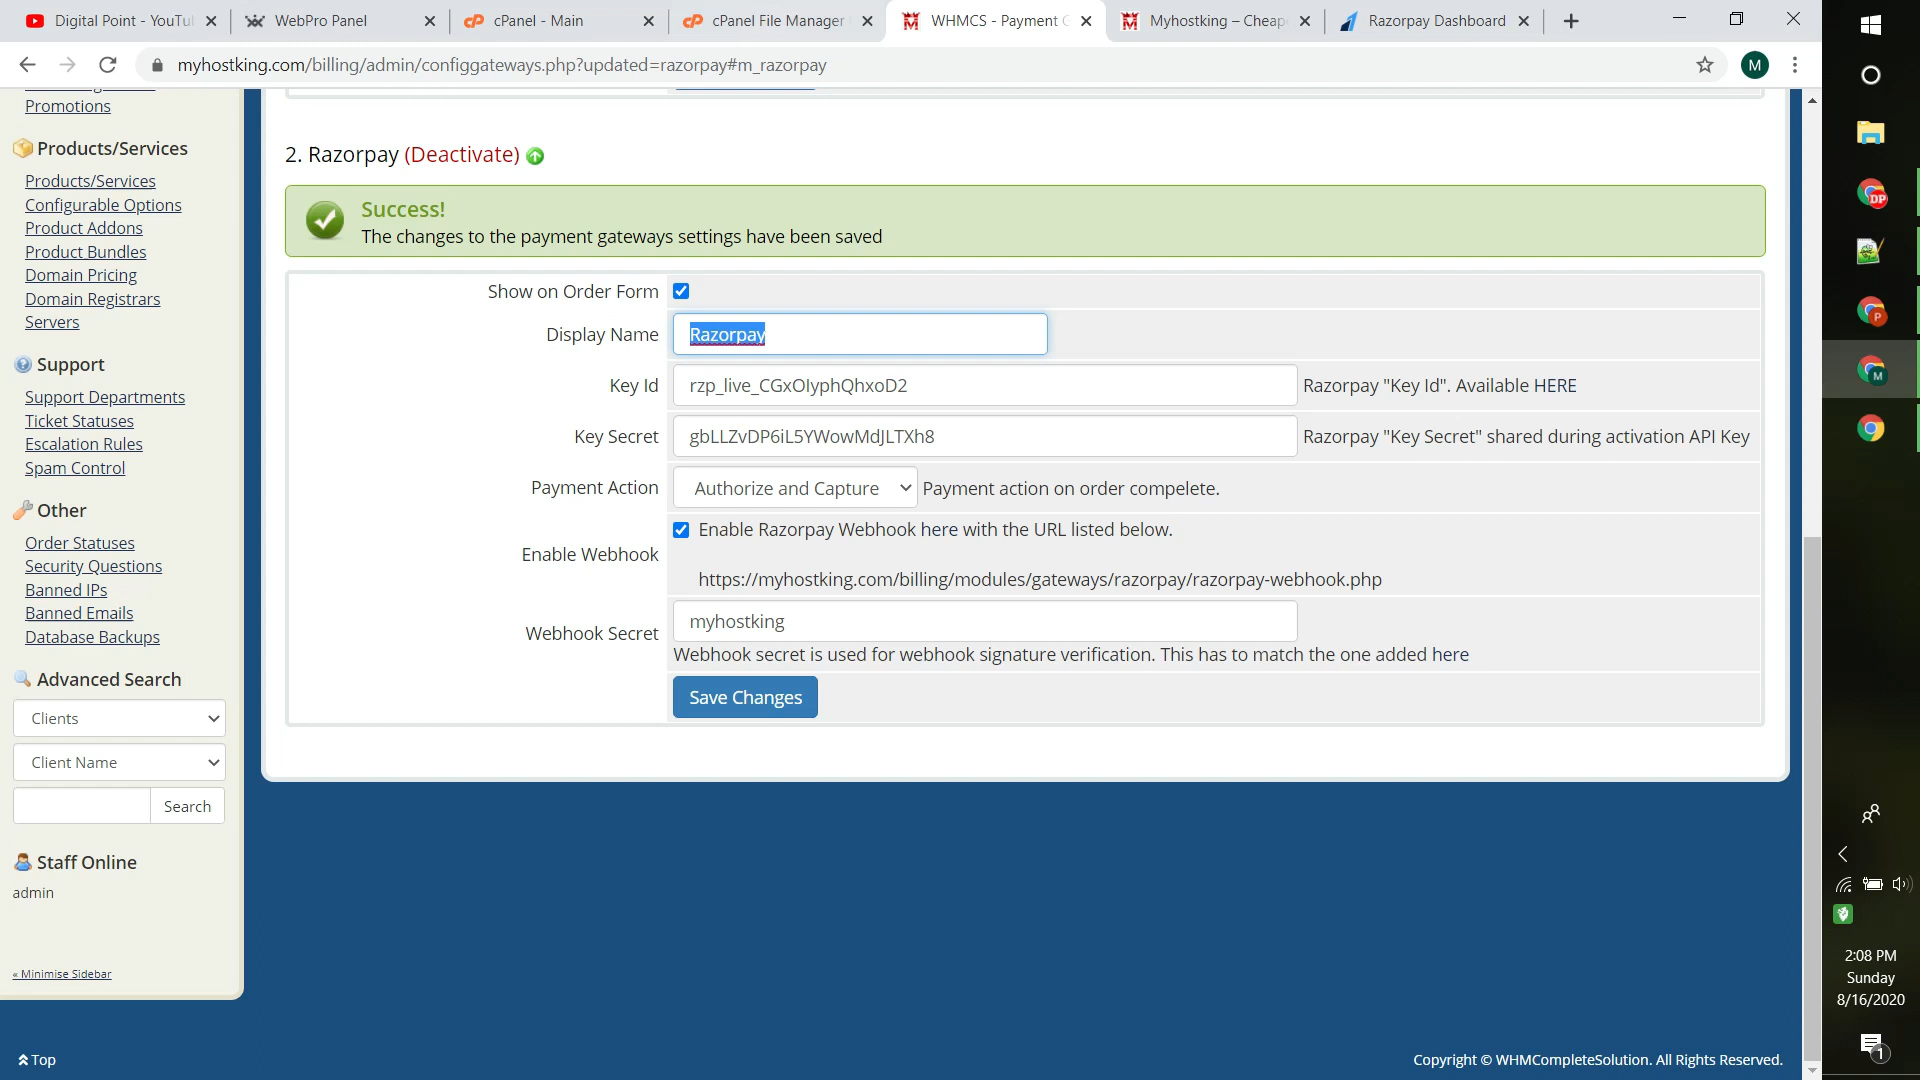 Digital Point - YouTu
WebPro Panel
cPanel - Main
cPanel File Manager
WHMCS - Payment G
Myhostking – Cheap
Razorpay Dashboard
myhostking.com/billing/admin/configgateways.php?updated=razorpay#m_razorpay
M
Promotions
Products/Services
Products/Services
Configurable Options
Product Addons
Product Bundles
Domain Pricing
Domain Registrars
Servers
Support
Support Departments
Ticket Statuses
Escalation Rules
Spam Control
Other
Order Statuses
Security Questions
Banned IPs
Banned Emails
Database Backups
Advanced Search
Clients
Client Name
Search
Staff Online
admin
« Minimise Sidebar
Top
2. Razorpay (Deactivate)
Success!
The changes to the payment gateways settings have been saved
Show on Order Form
Display Name Razorpay
Key Id rzp_live_CGxOIyphQhxoD2 Razorpay "Key Id". Available HERE
Key Secret gbLLZvDP6iL5YWowMdJLTXh8 Razorpay "Key Secret" shared during activation API Key
Payment Action Authorize and Capture Payment action on order compelete.
Enable Webhook Enable Razorpay Webhook here with the URL listed below.
https://myhostking.com/billing/modules/gateways/razorpay/razorpay-webhook.php
Webhook Secret myhostking
Webhook secret is used for webhook signature verification. This has to match the one added here
Save Changes
Copyright © WHMCompleteSolution. All Rights Reserved.
DP
P
M
2:08 PM
Sunday
8/16/2020
1